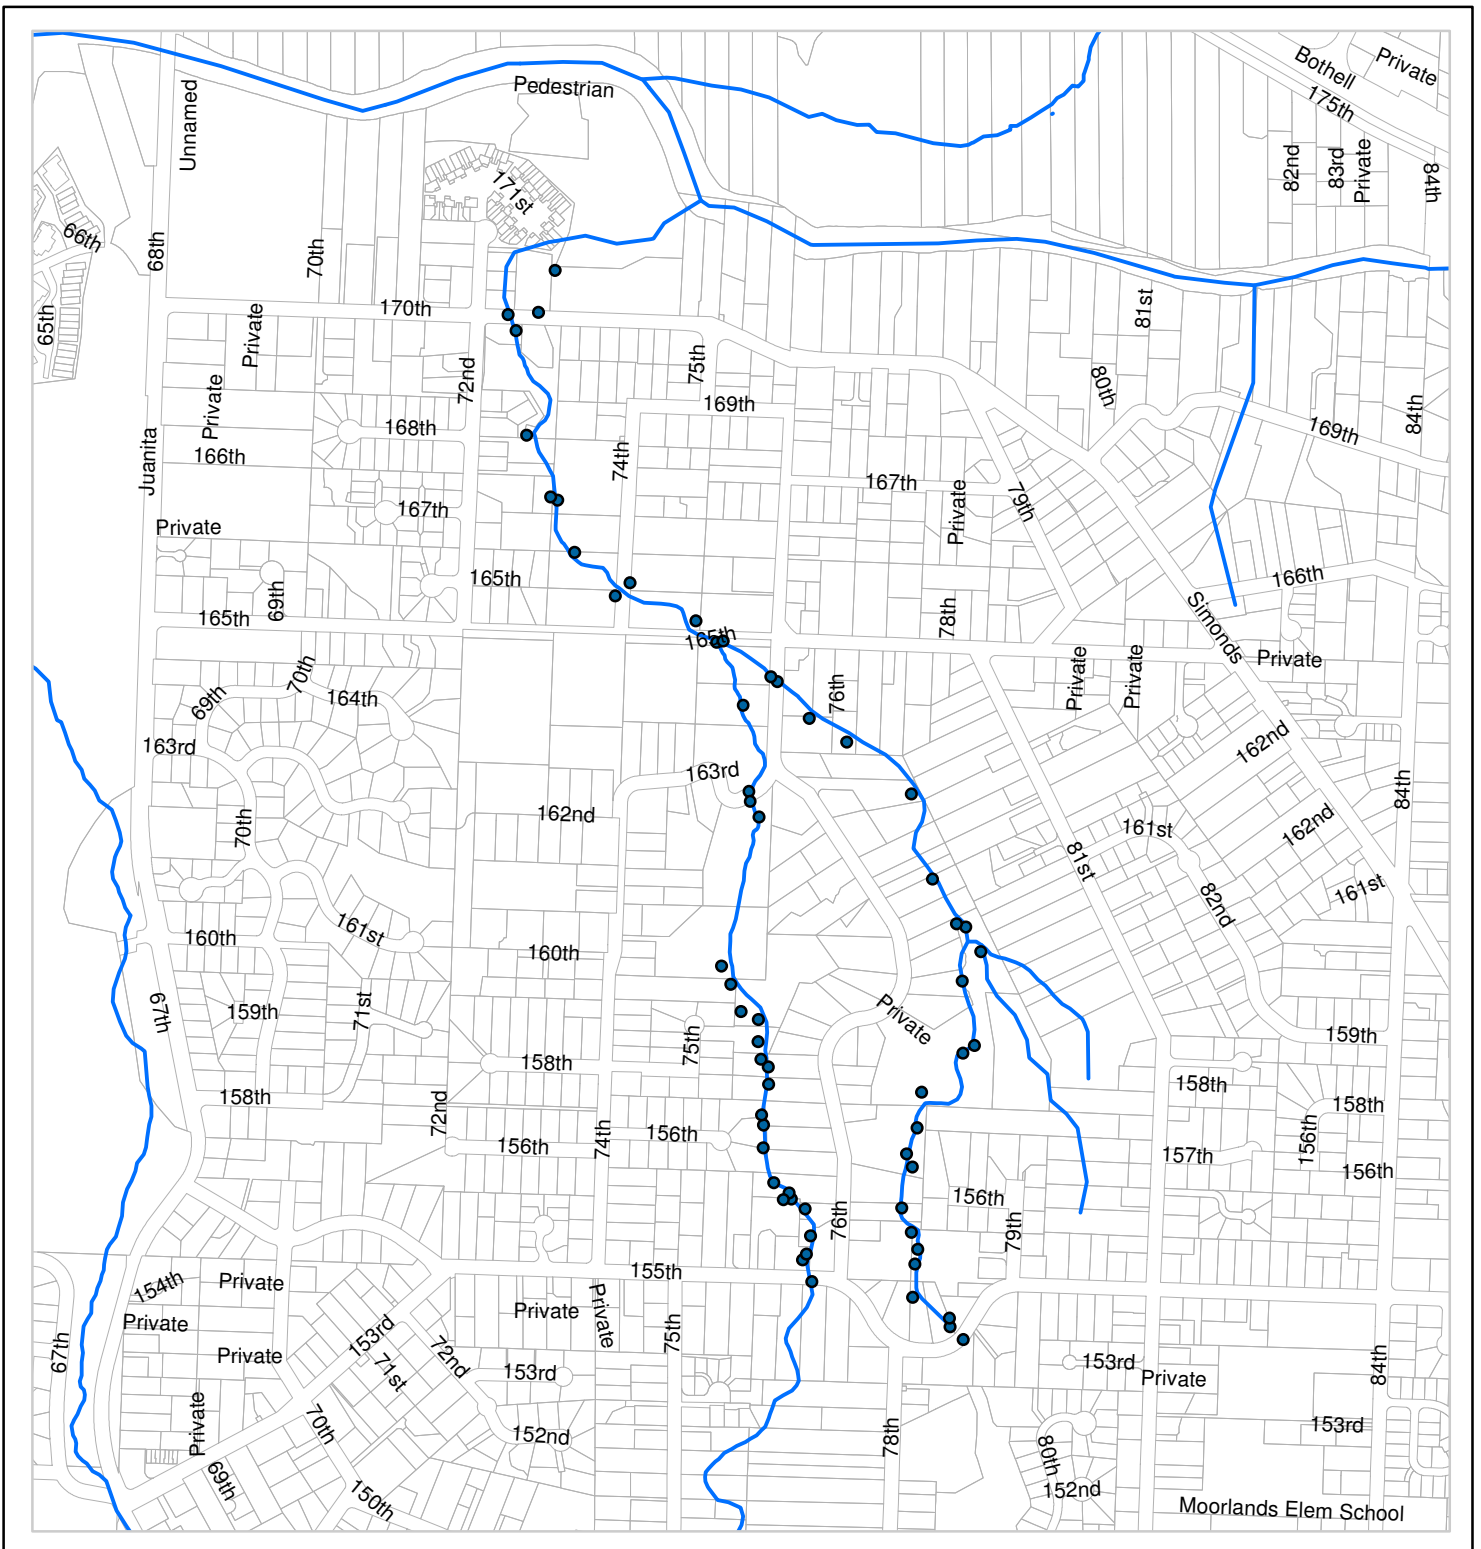 Bothell
Private
Pedestrian
175th
Unnamed
82nd
83rd
Private
84th
171st
66th
68th
70th
65th
Private
170th
81st
75th
72nd
80th
Private
169th
84th
169th
168th
Juanita
166th
74th
167th
79th
Private
167th
Private
165th
69th
166th
165th
78th
Simonds
165th
Private
70th
164th
69th
76th
Private
Private
163rd
162nd
163rd
84th
162nd
70th
161st
162nd
81st
161st
82nd
161st
160th
160th
67th
159th
71st
Private
75th
159th
158th
158th
158th
72nd
158th
156th
74th
156th
156th
157th
156th
156th
76th
79th
155th
154th
Private
Private
Private
Private
153rd
67th
75th
72nd
Private
153rd
71st
153rd
Private
84th
Private
70th
152nd
78th
153rd
80th
69th
150th
152nd
Moorlands Elem School